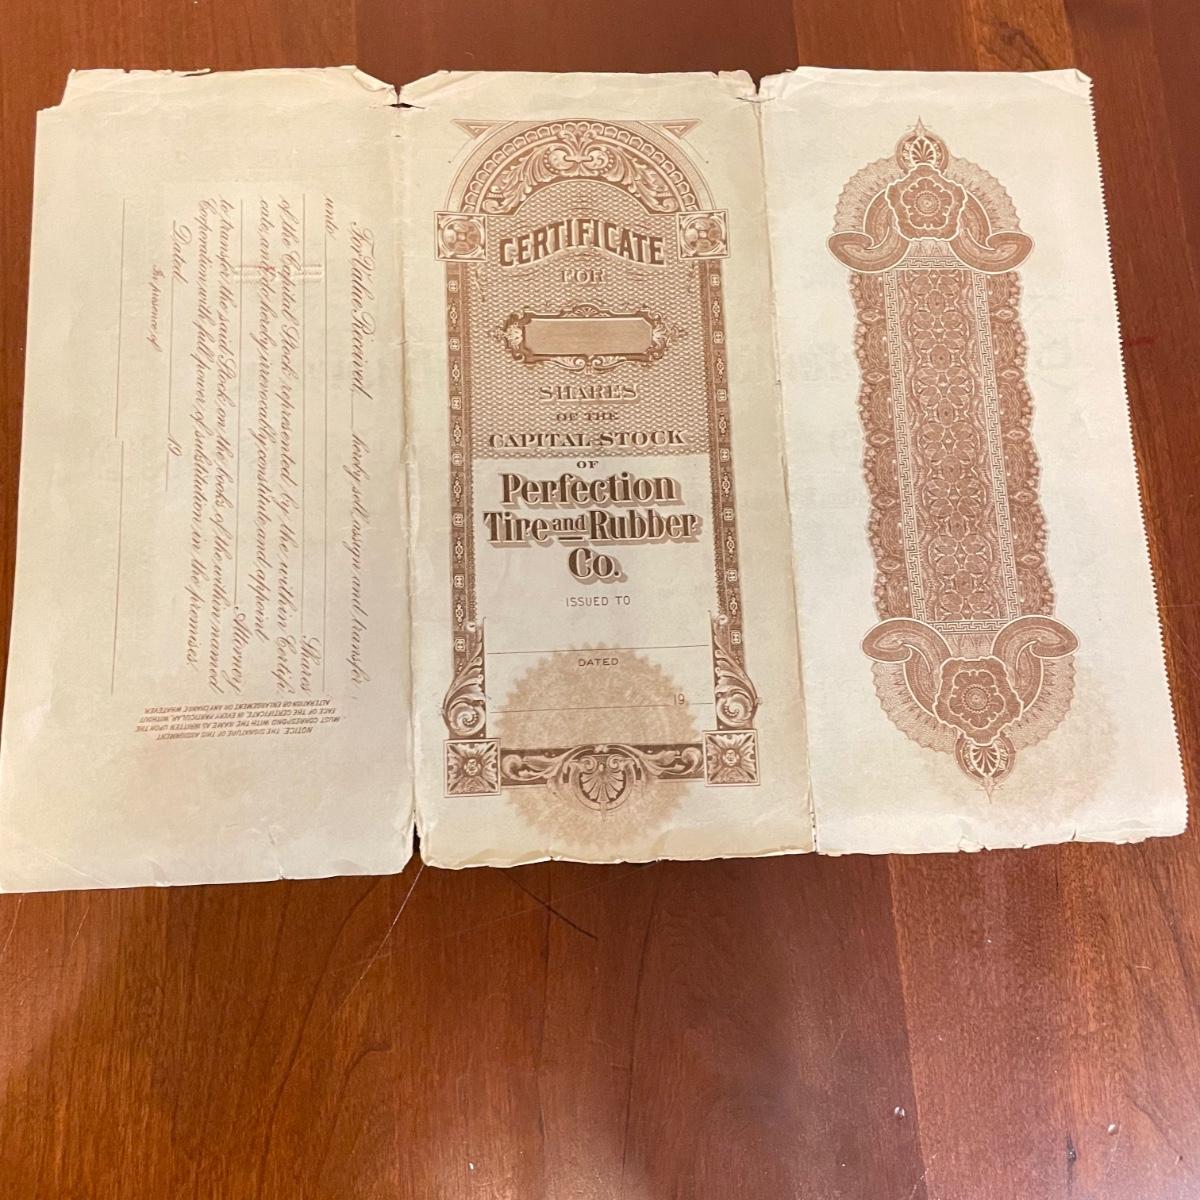 For Value Received, hereby sell, assign and transfer
unto
Shares
of the Capital Stock represented by the within Certifi-
cate, and do hereby irrevocably constitute and appoint
Attorney
to transfer the said Stock on the books of the within named
Corporation with full power of substitution in the premises.
Dated 19
In presence of
NOTICE. THE SIGNATURE OF THIS ASSIGNMENT
MUST CORRESPOND WITH THE NAME AS WRITTEN UPON THE
FACE OF THE CERTIFICATE, IN EVERY PARTICULAR, WITHOUT
ALTERATION OR ENLARGEMENT OR ANY CHANGE WHATEVER.
CERTIFICATE
FOR
SHARES
OF THE
CAPITAL STOCK
OF
Perfection
Tire and Rubber
Co.
ISSUED TO
DATED
19